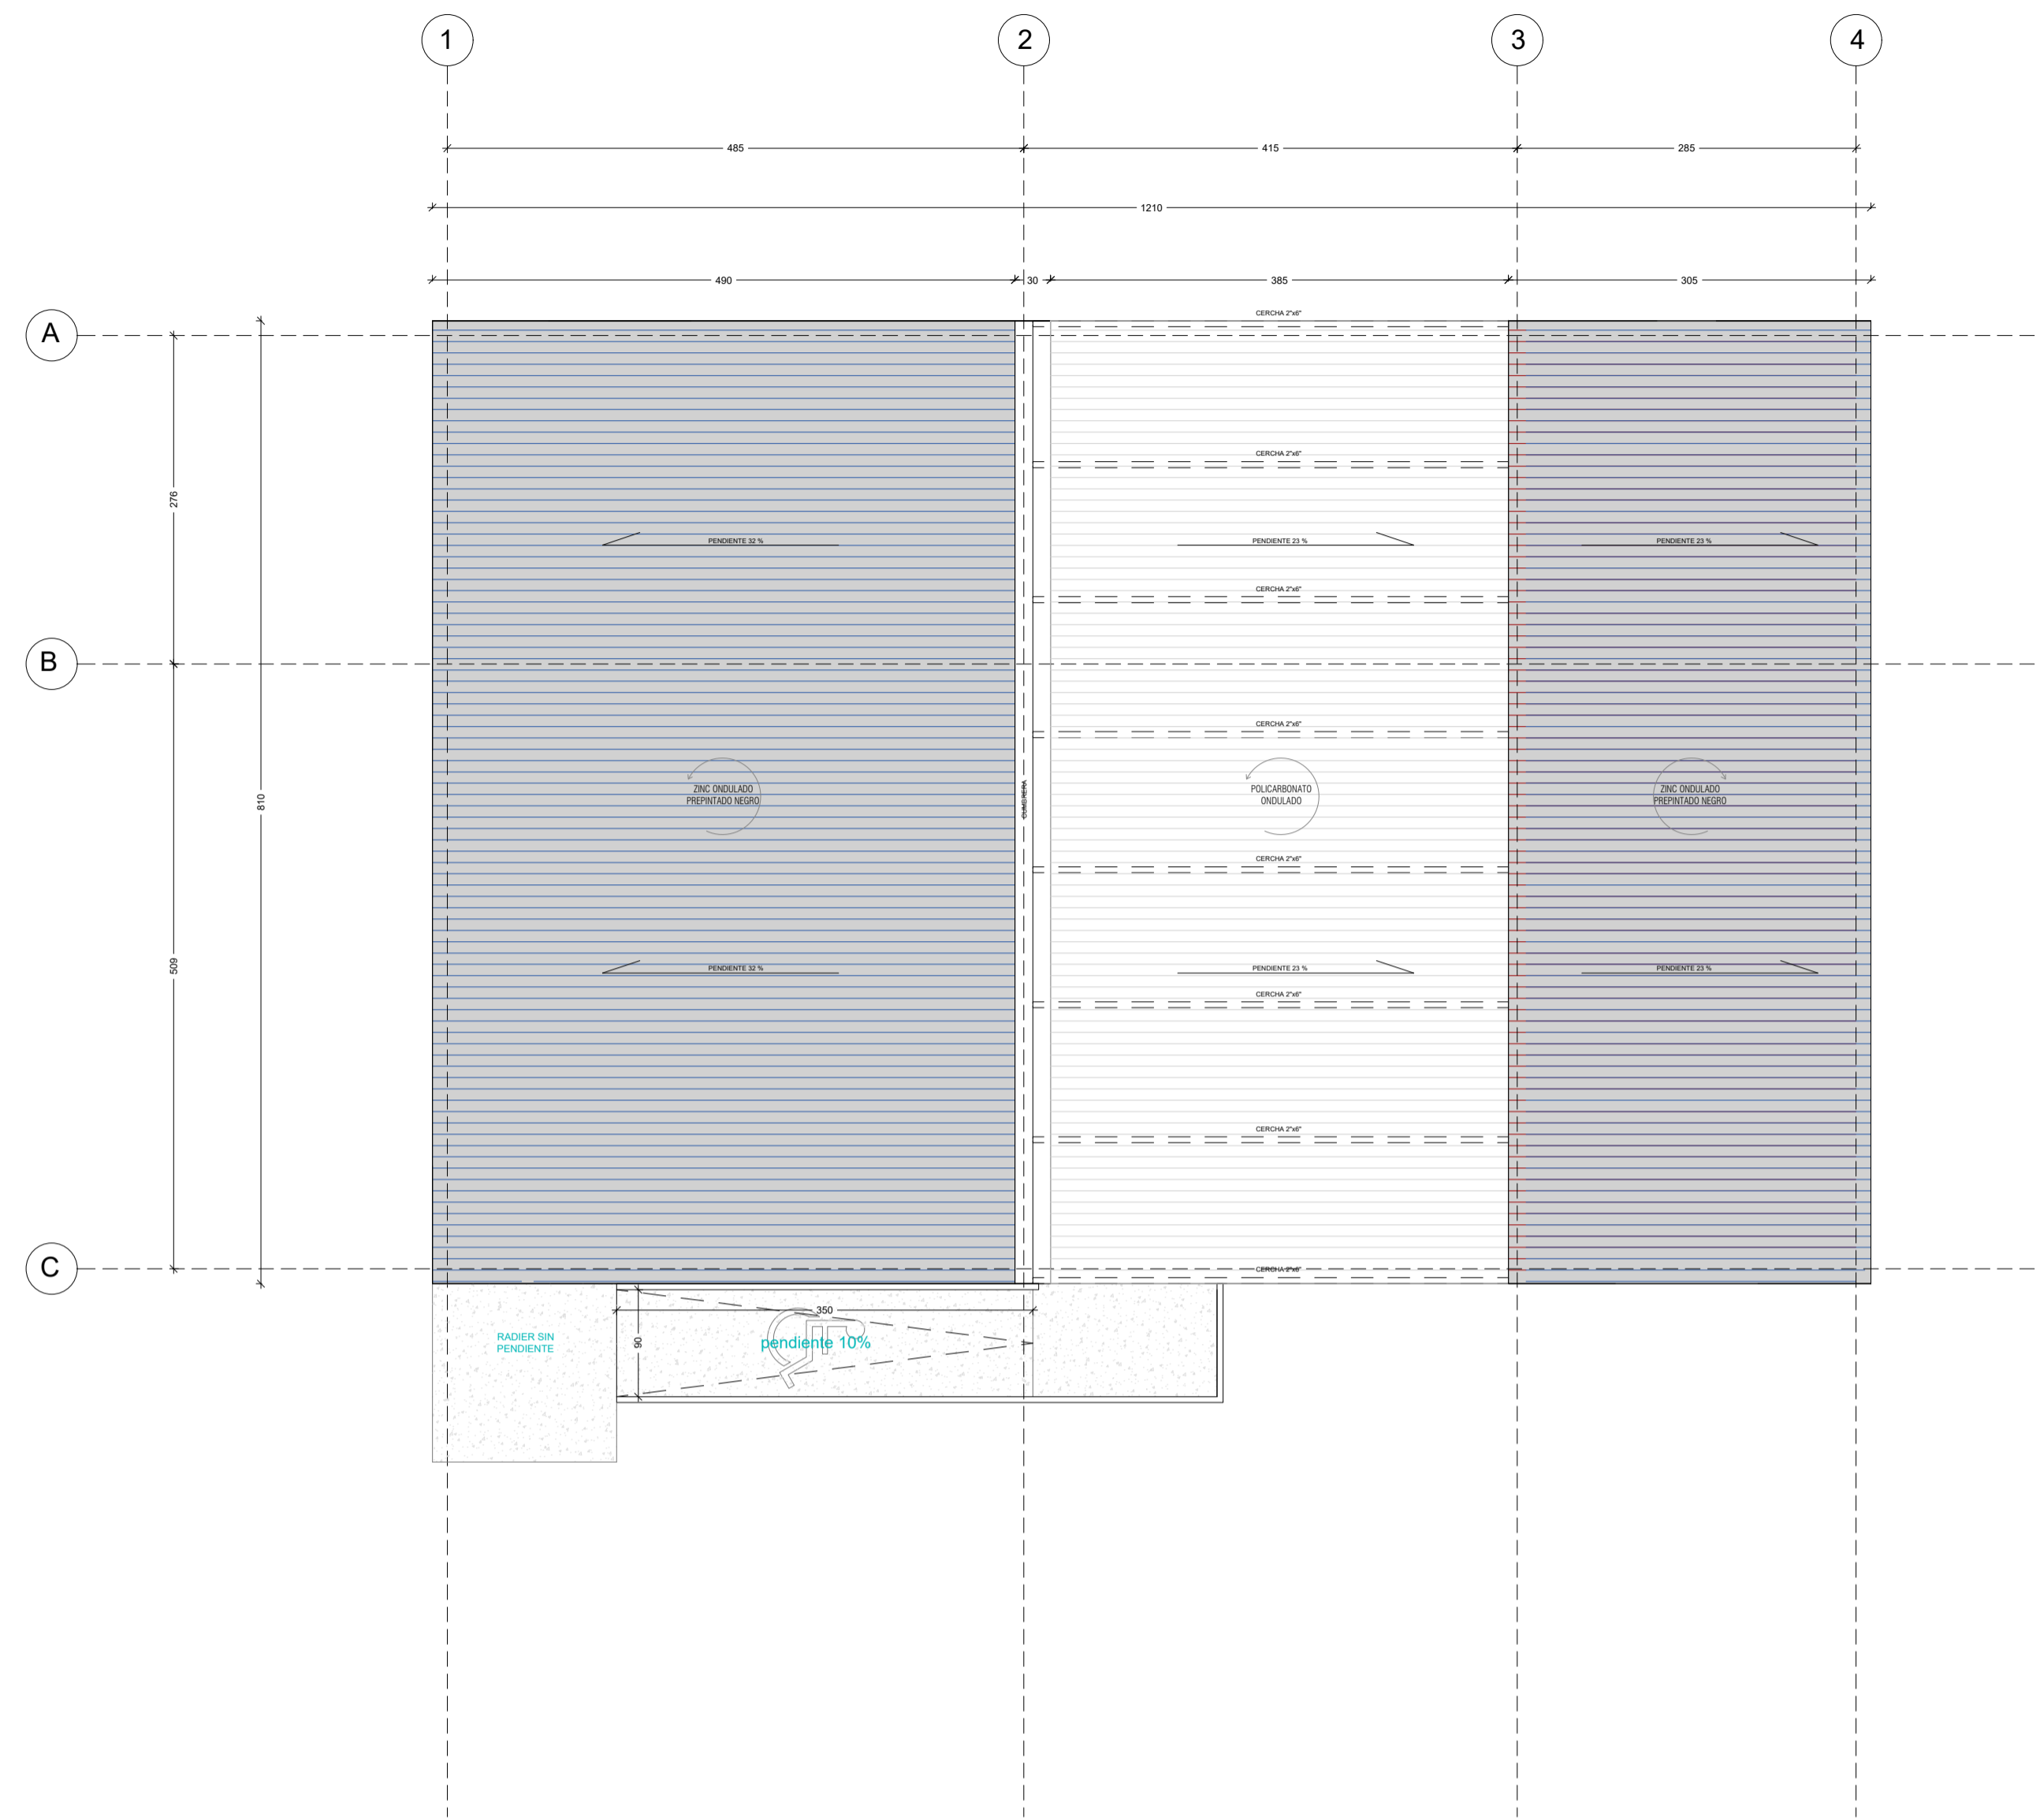 1
2
3
4
485
415
285
1210
490
30
385
305
A
CERCHA 2"x6"
CERCHA 2"x6"
276
PENDIENTE 32 %
PENDIENTE 23 %
PENDIENTE 23 %
CERCHA 2"x6"
B
CERCHA 2"x6"
ZINC ONDULADO
PREPINTADO NEGRO
CUMBRERA
POLICARBONATO
ONDULADO
ZINC ONDULADO
PREPINTADO NEGRO
810
CERCHA 2"x6"
509
PENDIENTE 32 %
PENDIENTE 23 %
PENDIENTE 23 %
CERCHA 2"x6"
CERCHA 2"x6"
C
CERCHA 2"x6"
350
RADIER SIN
PENDIENTE
90
pendiente 10%